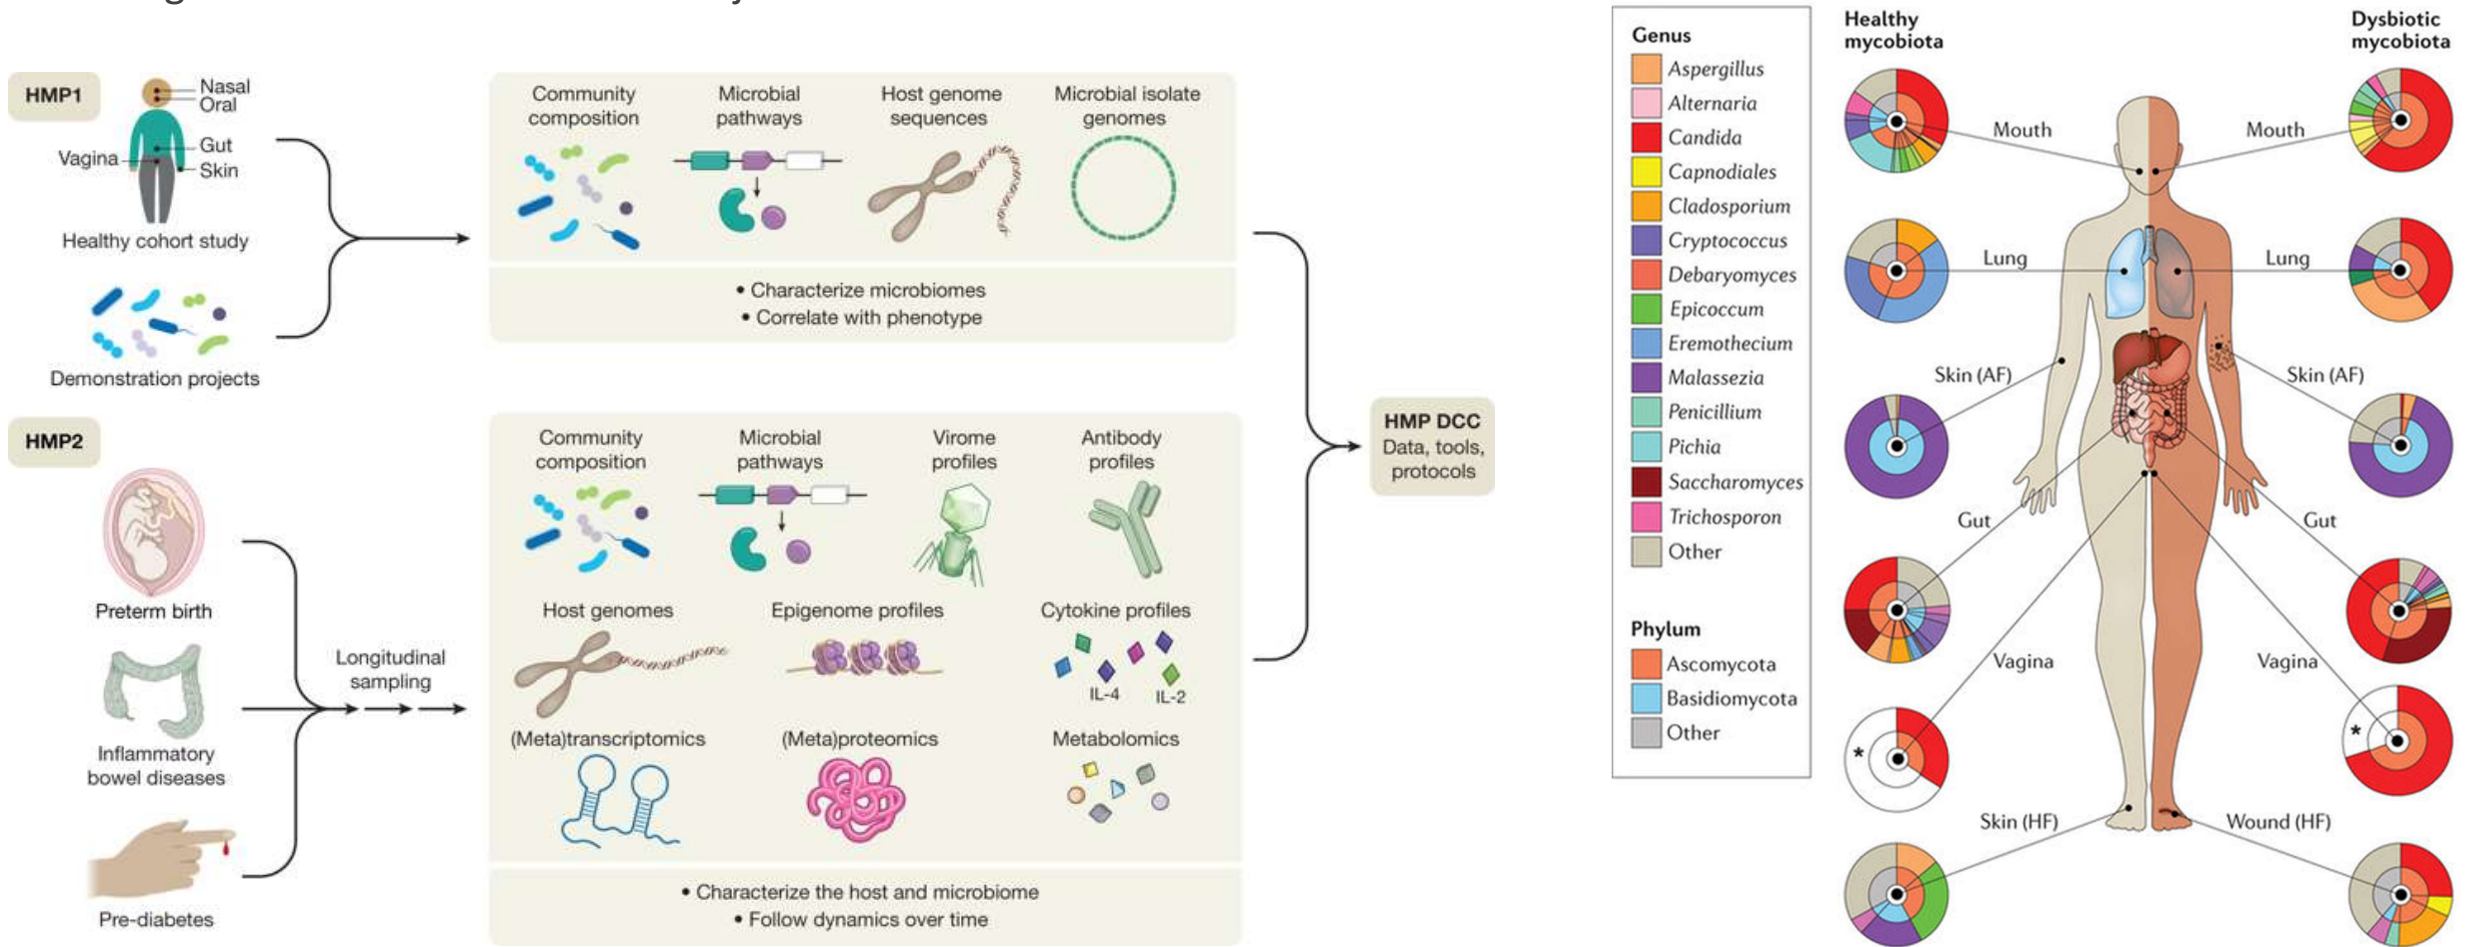 HMP1
Nasal
Oral
Gut
Vagina
Skin
Healthy cohort study
Demonstration projects
Community
composition
Microbial
pathways
Host genome
sequences
Microbial isolate
genomes
• Characterize microbiomes
• Correlate with phenotype
HMP2
Preterm birth
Inflammatory
bowel diseases
Pre-diabetes
Longitudinal
sampling
Community
composition
Microbial
pathways
Virome
profiles
Antibody
profiles
Host genomes
Epigenome profiles
Cytokine profiles
IL-4
IL-2
(Meta)transcriptomics
(Meta)proteomics
Metabolomics
• Characterize the host and microbiome
• Follow dynamics over time
HMP DCC
Data, tools,
protocols
Genus
Aspergillus
Alternaria
Candida
Capnodiales
Cladosporium
Cryptococcus
Debaryomyces
Epicoccum
Eremothecium
Malassezia
Penicillium
Pichia
Saccharomyces
Trichosporon
Other
Phylum
Ascomycota
Basidiomycota
Other
Healthy
mycobiota
Dysbiotic
mycobiota
Mouth
Mouth
Lung
Lung
Skin (AF)
Skin (AF)
Gut
Gut
Vagina
Vagina
*
*
Skin (HF)
Wound (HF)